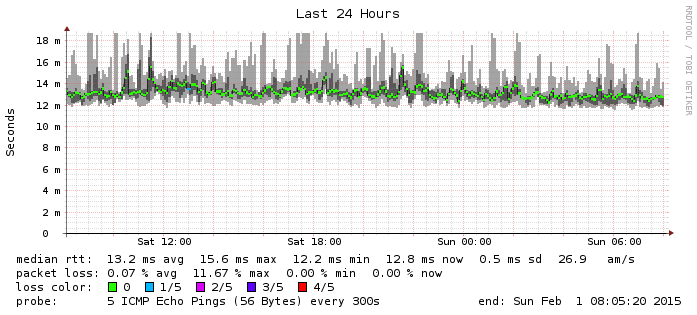 Last 24 Hours
RRDTOOL / TOBI OETIKER
Seconds
18 m
16 m
14 m
12 m
10 m
8 m
6 m
4 m
2 m
0
Sat 12:00 Sat 18:00 Sun 00:00 Sun 06:00
median rtt: 13.2 ms avg 15.6 ms max 12.2 ms min 12.8 ms now 0.5 ms sd 26.9 am/s
packet loss: 0.07 % avg 11.67 % max 0.00 % min 0.00 % now
loss color: 0 1/5 2/5 3/5 4/5
probe: 5 ICMP Echo Pings (56 Bytes) every 300s end: Sun Feb 1 08:05:20 2015